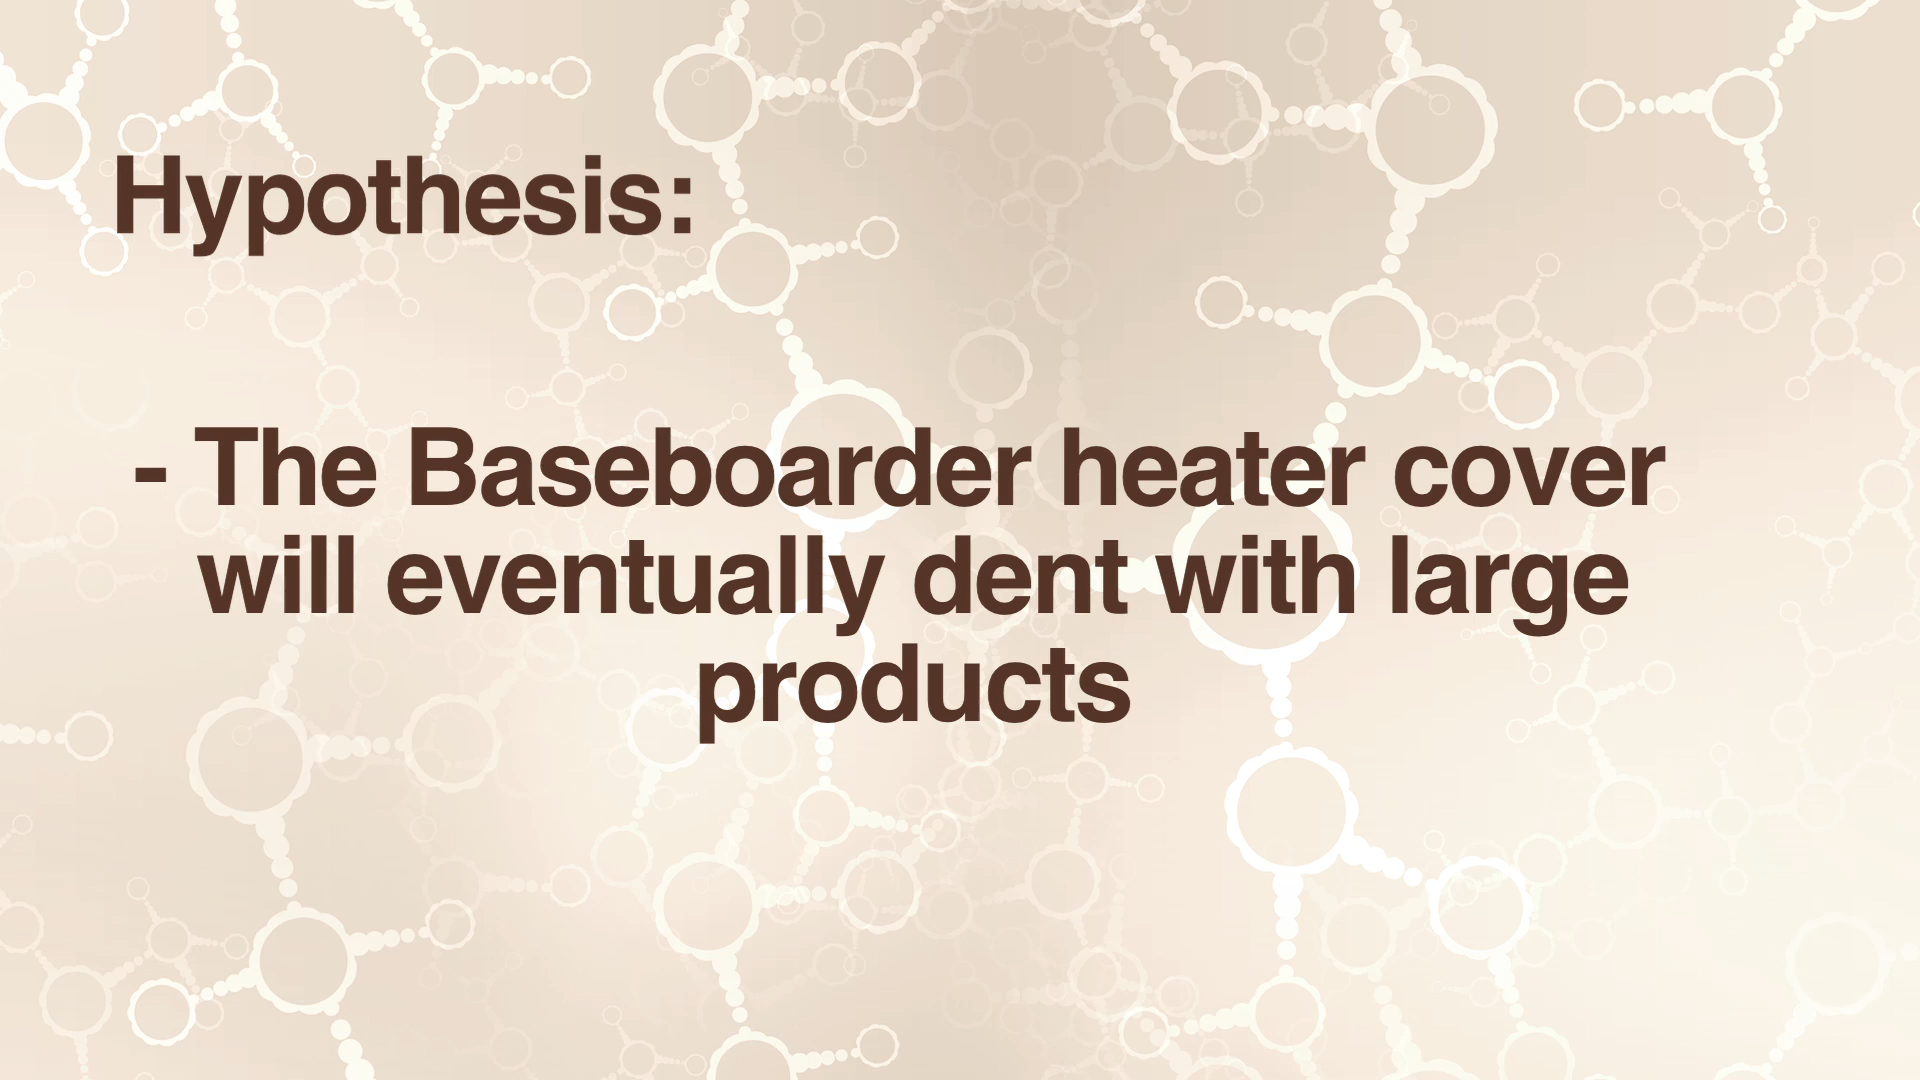 Hypothesis:
- The Baseboarder heater cover
will eventually dent with large
products